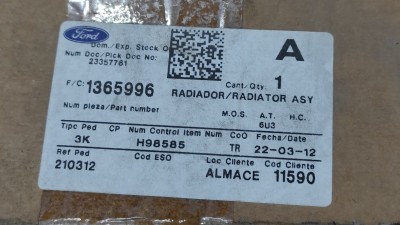 Ford
Dom./Exp. Stock O
A
Num Doc/Pick Doc No:
23357761
F/C: 1365996
Cant/Qty. 1
RADIADOR/RADIATOR ASY
Num pieza/Part number
M.O.S. A.T. H.C.
6U3
Tipc Ped CP Num Control Item Num CoO Fecha/Date
3K H98585 TR 22-03-12
Ref Ped Cod ESO Loc Cliente Cod Cliente
210312 ALMACE 11590